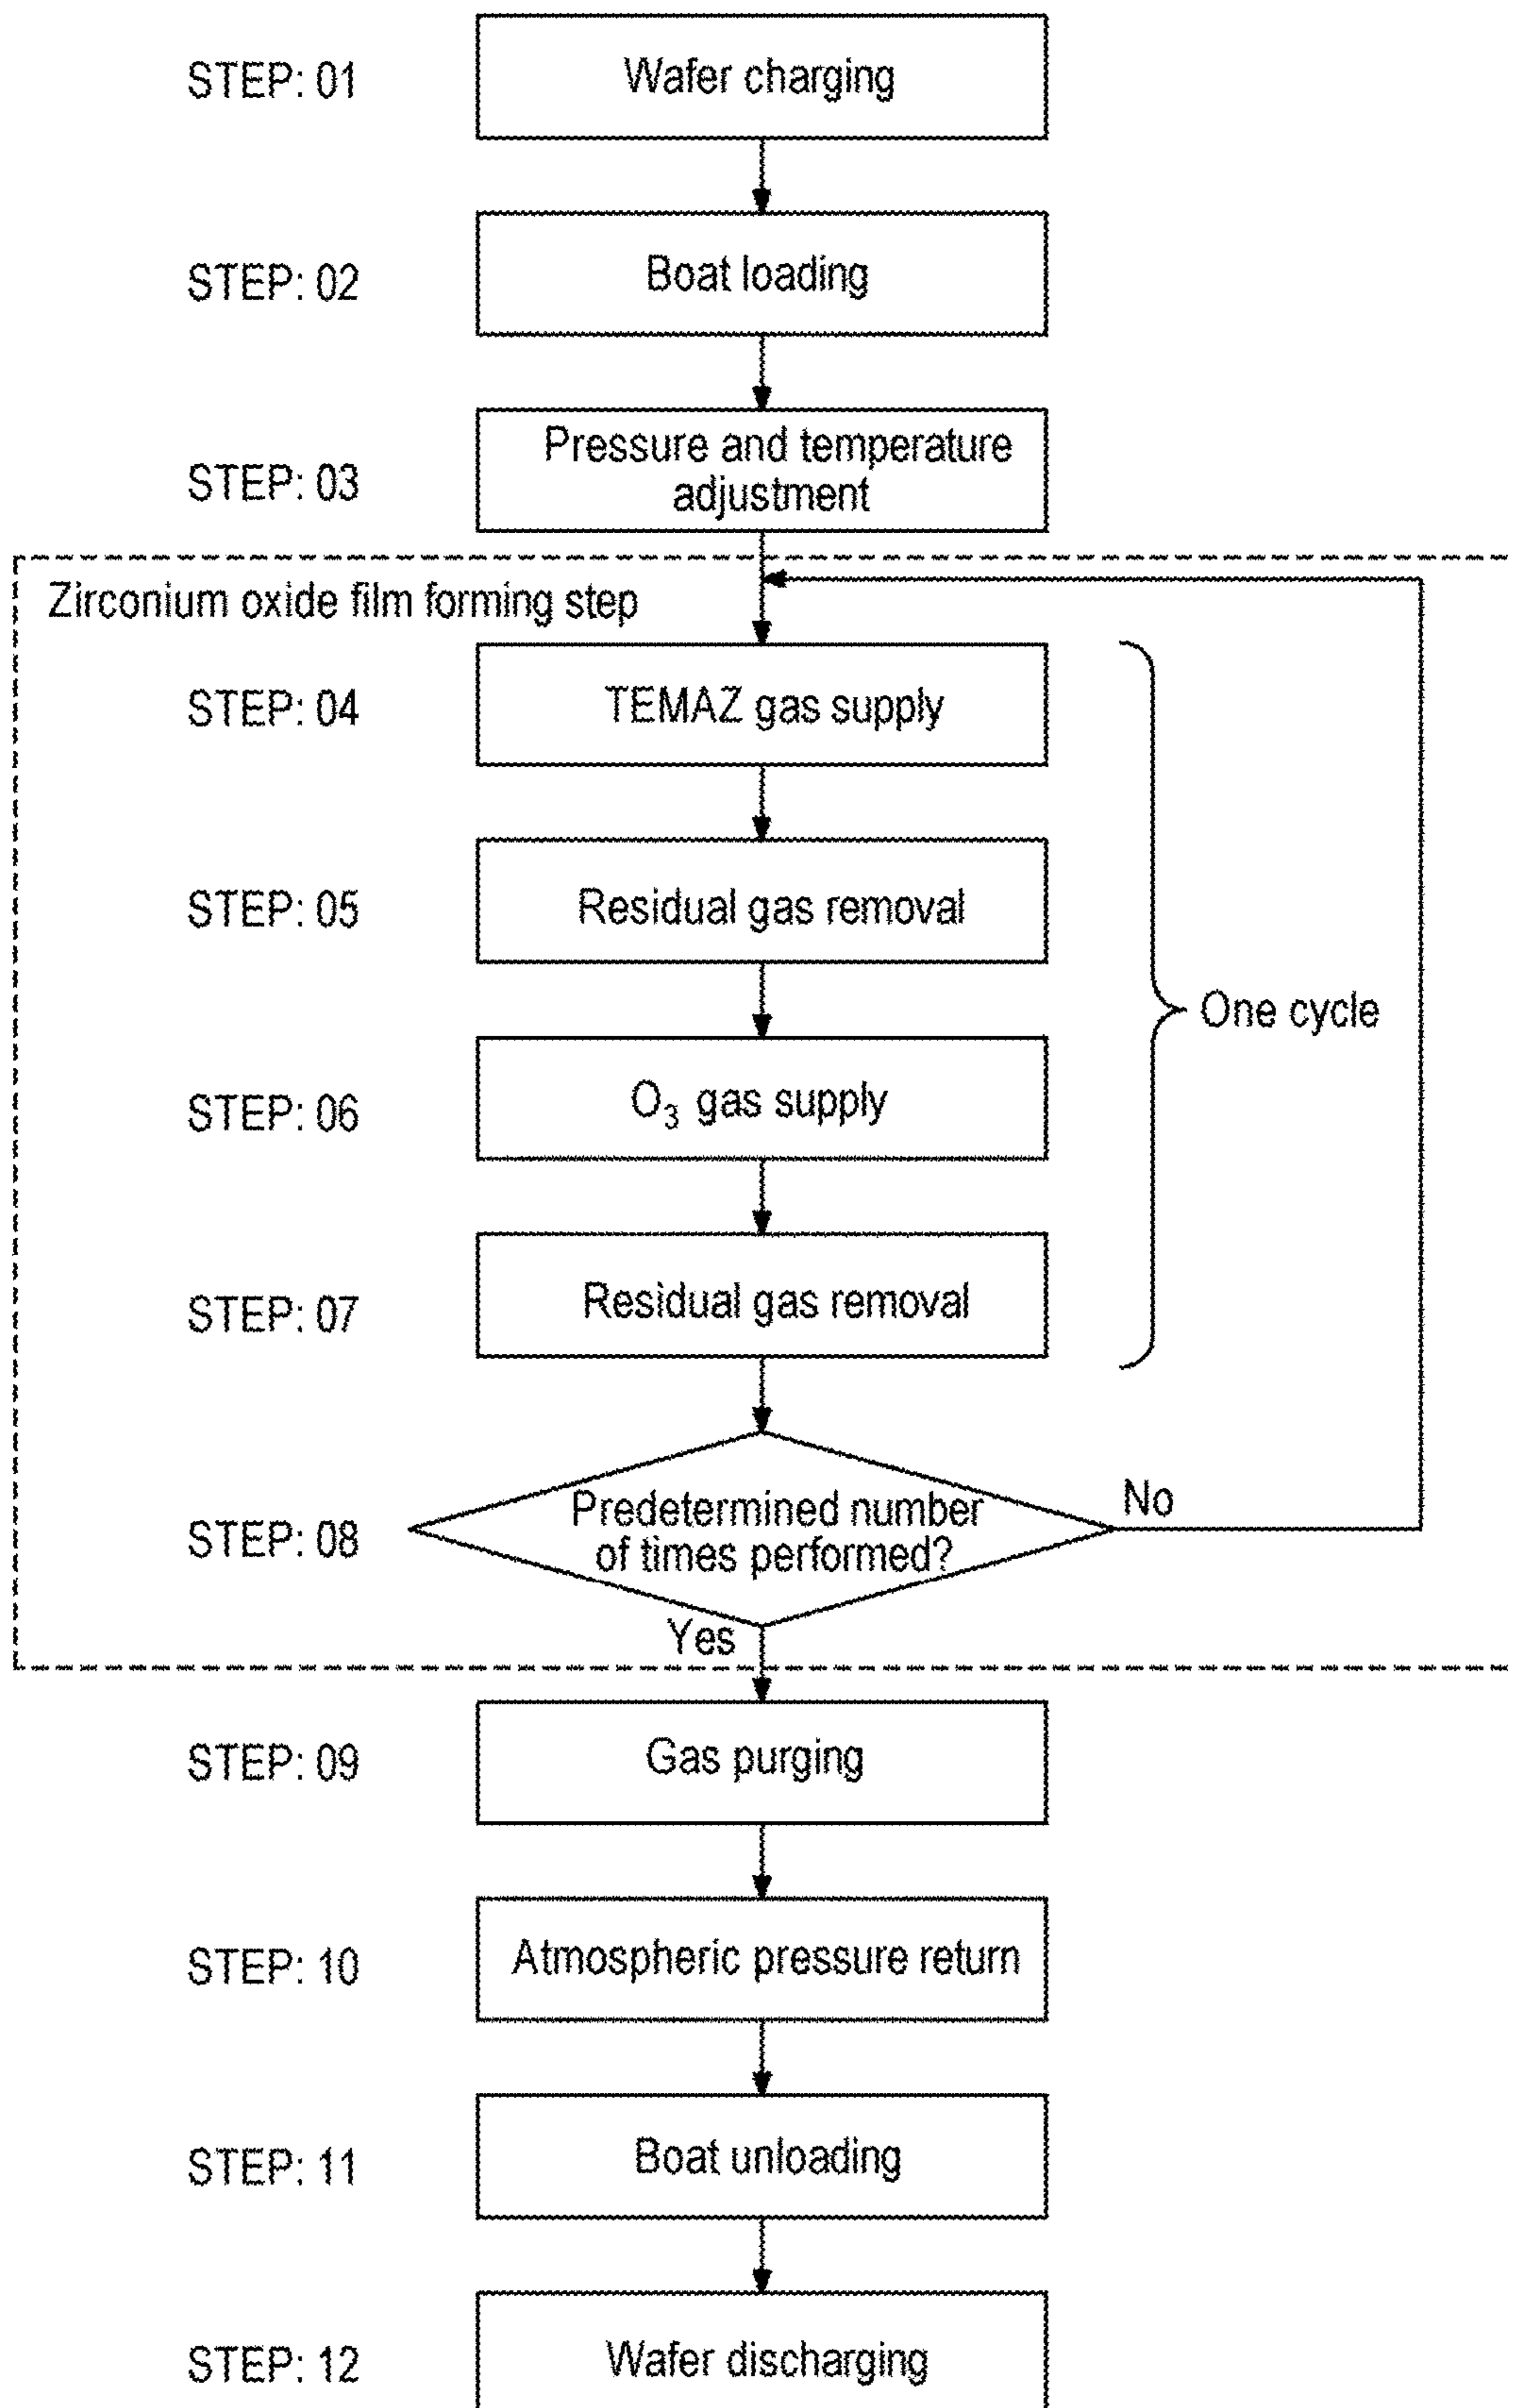 STEP: 01
Wafer charging
STEP: 02
Boat loading
STEP: 03
Pressure and temperature
adjustment
Zirconium oxide film forming step
STEP: 04
TEMAZ gas supply
STEP: 05
Residual gas removal
One cycle
STEP: 06
O₃ gas supply
STEP: 07
Residual gas removal
STEP: 08
Predetermined number
of times performed?
No
Yes
STEP: 09
Gas purging
STEP: 10
Atmospheric pressure return
STEP: 11
Boat unloading
STEP: 12
Wafer discharging